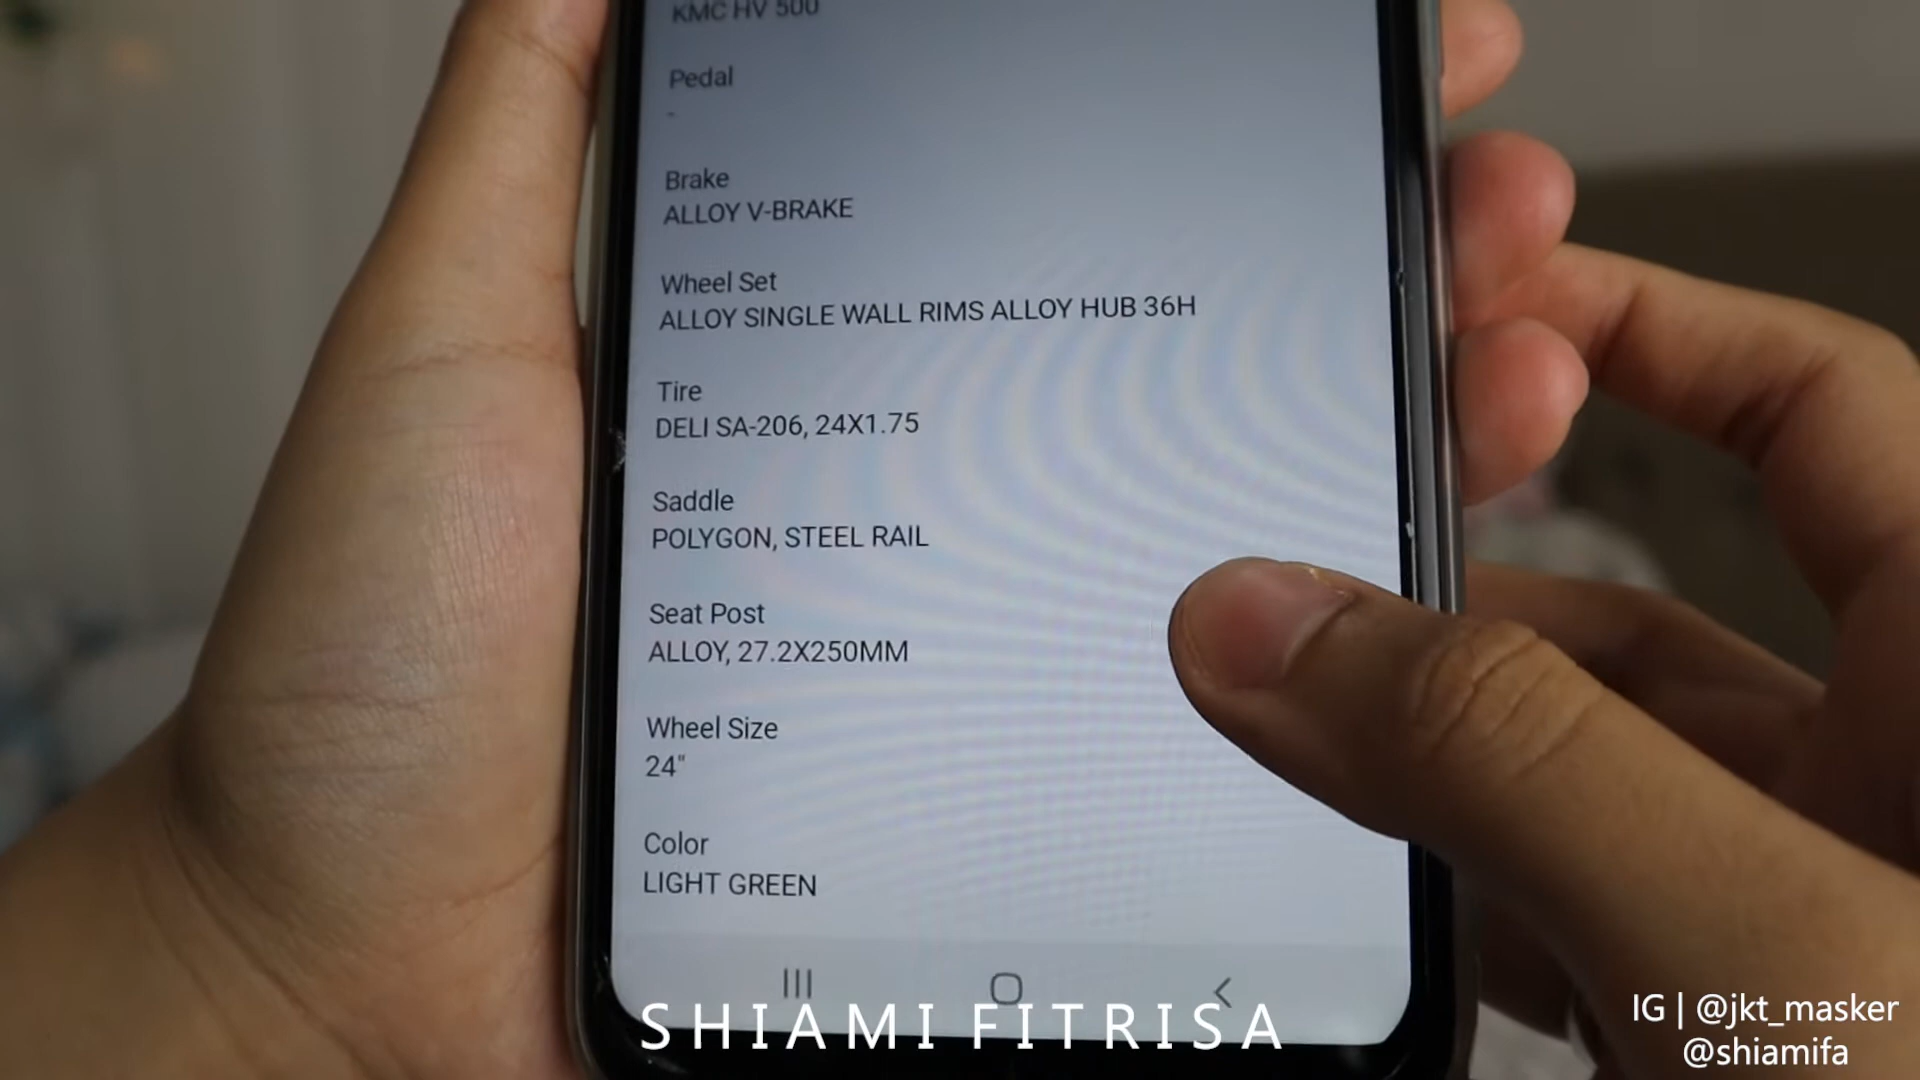 KMC HV 500
Pedal
-
Brake
ALLOY V-BRAKE
Wheel Set
ALLOY SINGLE WALL RIMS ALLOY HUB 36H
Tire
DELI SA-206, 24X1.75
Saddle
POLYGON, STEEL RAIL
Seat Post
ALLOY, 27.2X250MM
Wheel Size
24"
Color
LIGHT GREEN
SHIAMI FITRISA
IG | @jkt_masker
@shiamifa